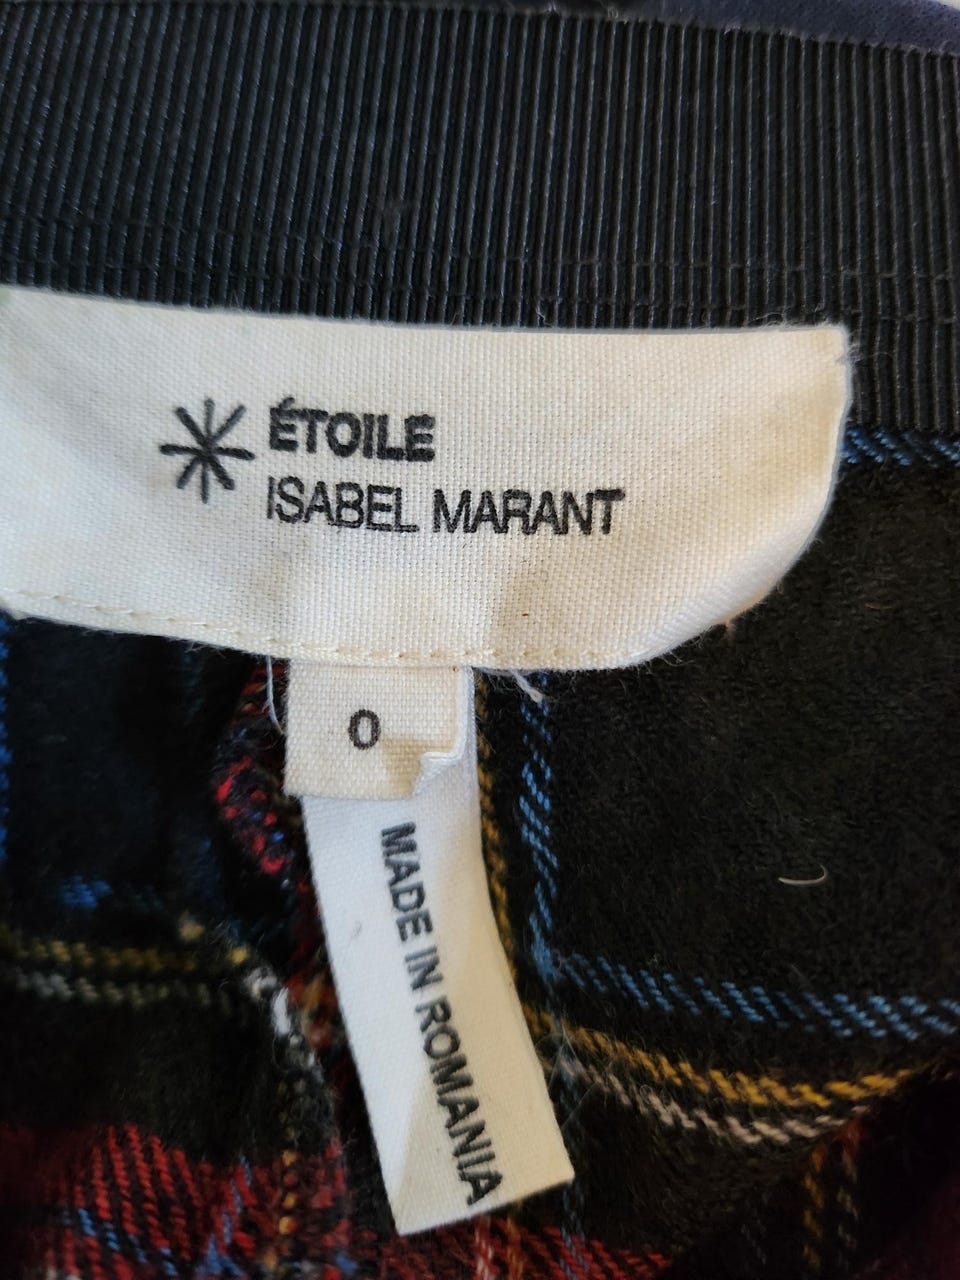 ÉTOILE
ISABEL MARANT
0
MADE IN ROMANIA